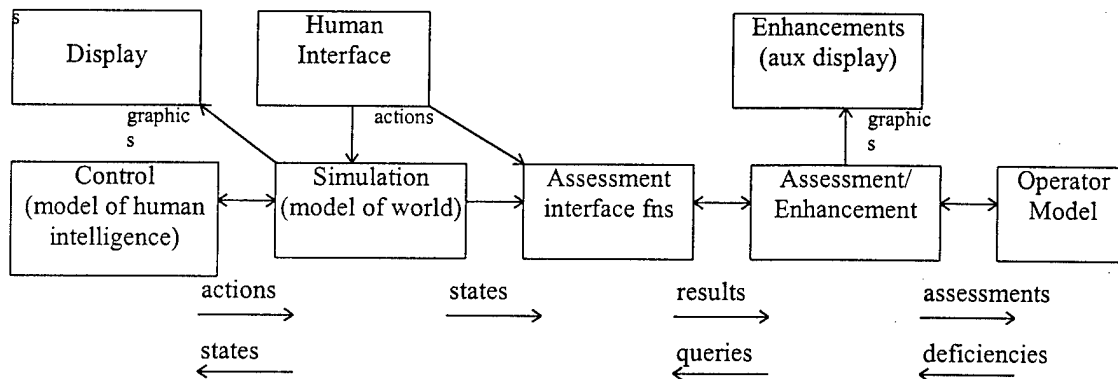 s
Display
Human
Interface
Enhancements
(aux display)
graphic
s
actions
graphic
s
Control
(model of human
intelligence)
Simulation
(model of world)
Assessment
interface fns
Assessment/
Enhancement
Operator
Model
actions
states
results
assessments
states
queries
deficiencies